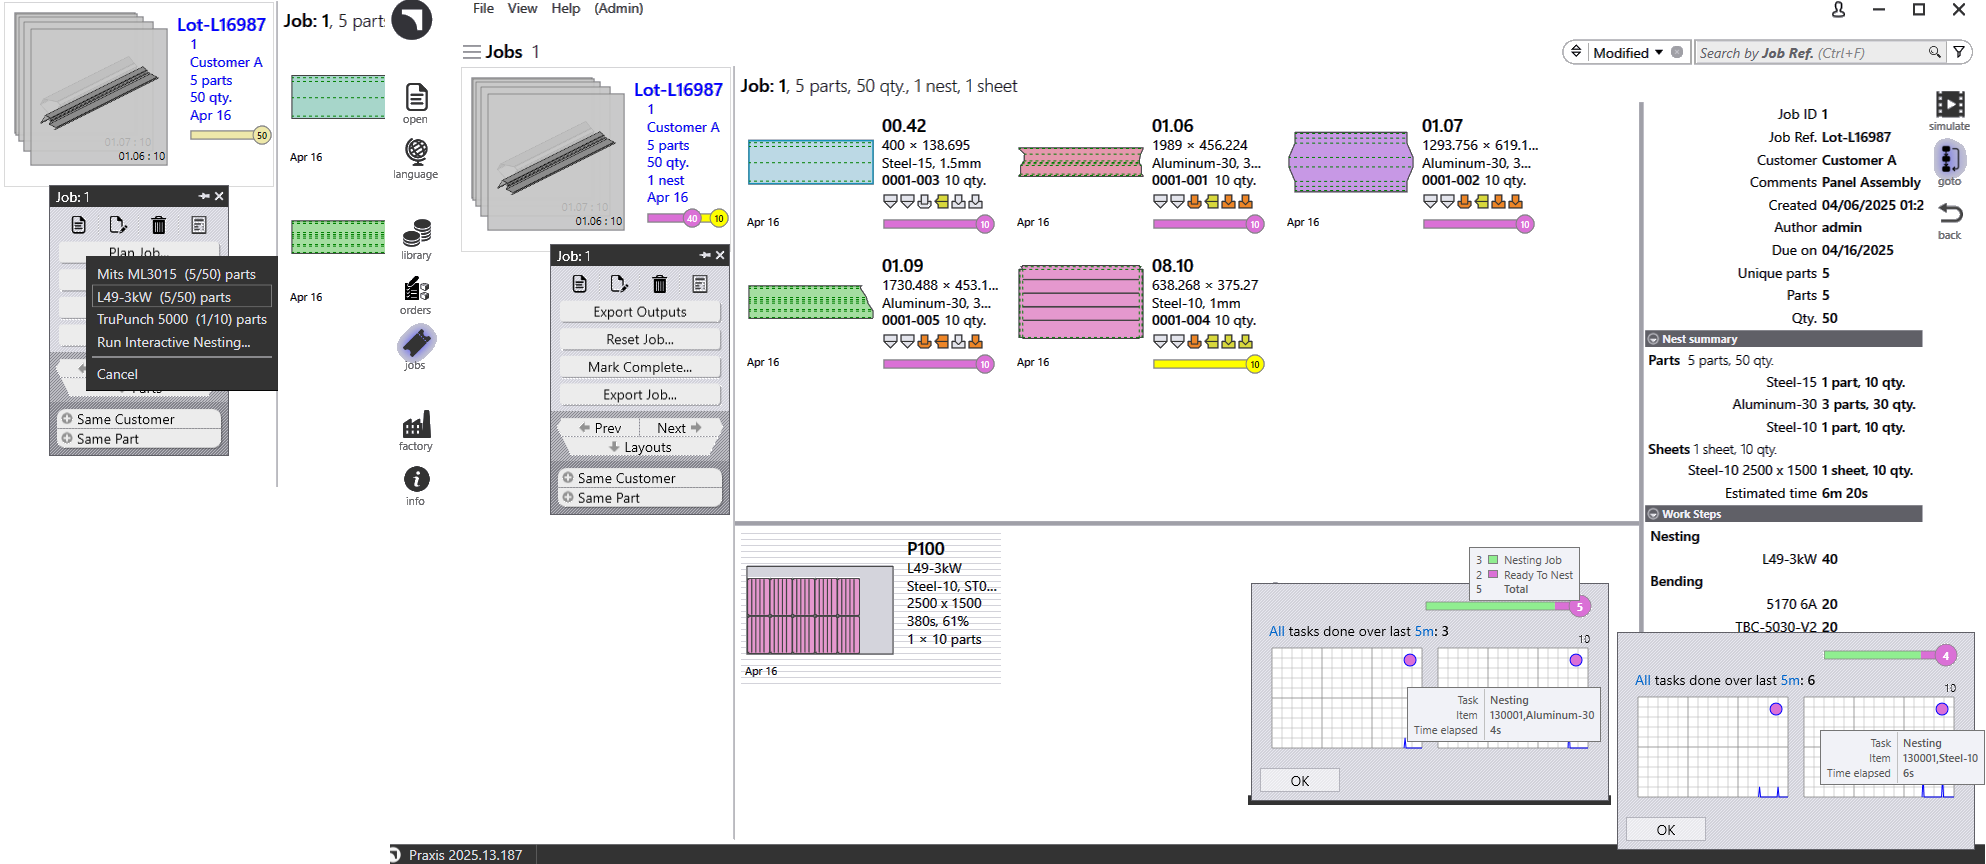 Lot-L16987
1
Customer A
5 parts
50 qty.
Apr 16
50
01.07 : 10
01.06 : 10
Job: 1
Plan Job...
Mits ML3015 (5/50) parts
L49-3kW (5/50) parts
TruPunch 5000 (1/10) parts
Run Interactive Nesting...
Cancel
Parts
Same Customer
Same Part
Job: 1, 5 parts
Apr 16
Apr 16
open
language
library
orders
jobs
factory
info
File View Help (Admin)
Jobs 1
Modified
Search by Job Ref. (Ctrl+F)
Lot-L16987
1
Customer A
5 parts
50 qty.
1 nest
Apr 16
40 10
01.07 : 10
01.06 : 10
Job: 1
Export Outputs
Reset Job...
Mark Complete...
Export Job...
Prev Next
Layouts
Same Customer
Same Part
Job: 1, 5 parts, 50 qty., 1 nest, 1 sheet
00.42
400 × 138.695
Steel-15, 1.5mm
0001-003 10 qty.
Apr 16
10
01.06
1989 × 456.224
Aluminum-30, 3...
0001-001 10 qty.
Apr 16
10
01.07
1293.756 × 619.1...
Aluminum-30, 3...
0001-002 10 qty.
Apr 16
10
01.09
1730.488 × 453.1...
Aluminum-30, 3...
0001-005 10 qty.
Apr 16
10
08.10
638.268 × 375.27
Steel-10, 1mm
0001-004 10 qty.
Apr 16
10
P100
L49-3kW
Steel-10, ST0...
2500 x 1500
380s, 61%
1 × 10 parts
Apr 16
Job ID 1
Job Ref. Lot-L16987
Customer Customer A
Comments Panel Assembly
Created 04/06/2025 01:2
Author admin
Due on 04/16/2025
Unique parts 5
Parts 5
Qty. 50
Nest summary
Parts 5 parts, 50 qty.
Steel-15 1 part, 10 qty.
Aluminum-30 3 parts, 30 qty.
Steel-10 1 part, 10 qty.
Sheets 1 sheet, 10 qty.
Steel-10 2500 x 1500 1 sheet, 10 qty.
Estimated time 6m 20s
Work Steps
Nesting
L49-3kW 40
Bending
5170 6A 20
TBC-5030-V2 20
simulate
goto
back
3 Nesting Job
2 Ready To Nest
5 Total
5
All tasks done over last 5m: 3
10
Task Nesting
Item 130001,Aluminum-30
Time elapsed 4s
OK
4
All tasks done over last 5m: 6
10
Task Nesting
Item 130001,Steel-10
Time elapsed 6s
OK
Praxis 2025.13.187